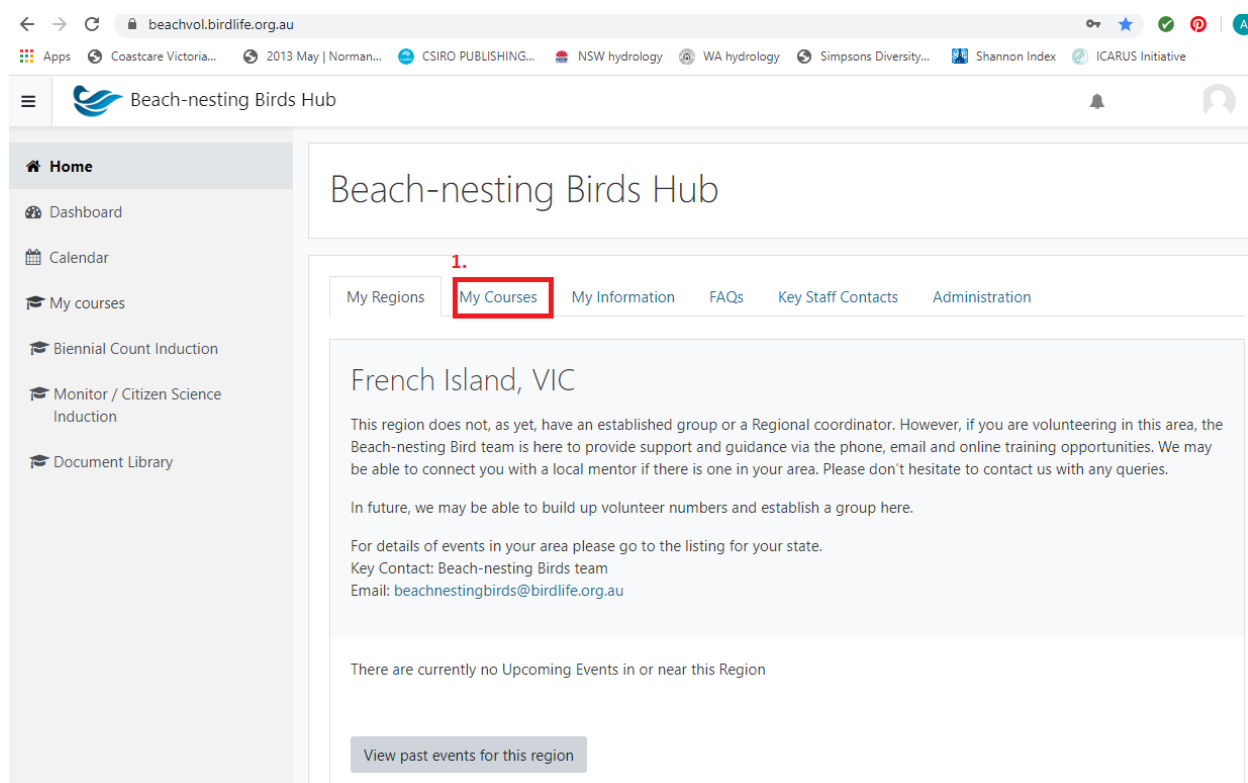 beachvol.birdlife.org.au
A
Apps Coastcare Victoria... 2013 May | Norman... CSIRO PUBLISHING... NSW hydrology WA hydrology Simpsons Diversity... Shannon Index ICARUS Initiative
Beach-nesting Birds Hub
Home
Dashboard
Calendar
My courses
Biennial Count Induction
Monitor / Citizen Science
Induction
Document Library
Beach-nesting Birds Hub
1.
My Regions My Courses My Information FAQs Key Staff Contacts Administration
French Island, VIC
This region does not, as yet, have an established group or a Regional coordinator. However, if you are volunteering in this area, the
Beach-nesting Bird team is here to provide support and guidance via the phone, email and online training opportunities. We may
be able to connect you with a local mentor if there is one in your area. Please don't hesitate to contact us with any queries.
In future, we may be able to build up volunteer numbers and establish a group here.
For details of events in your area please go to the listing for your state.
Key Contact: Beach-nesting Birds team
Email: beachnestingbirds@birdlife.org.au
There are currently no Upcoming Events in or near this Region
View past events for this region